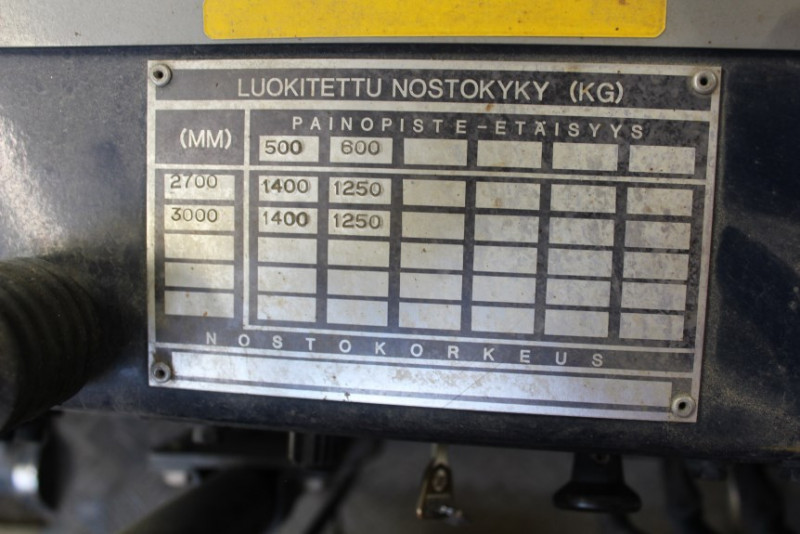 LUOKITETTU NOSTOKYKY (KG)
(MM) PAINOPISTE-ETÄISYYS
500 600
2700 1400 1250
3000 1400 1250
NOSTOKORKEUS